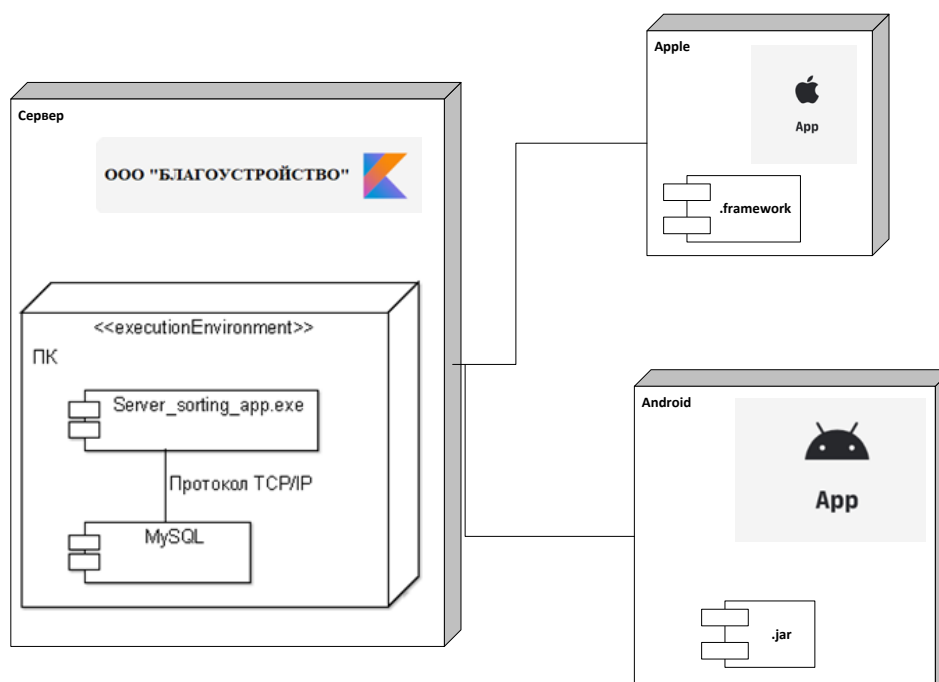 Сервер
ООО "БЛАГОУСТРОЙСТВО"
<<executionEnvironment>>
ПК
Server_sorting_app.exe
Протокол TCP/IP
MySQL
Apple
App
.framework
Android
App
.jar